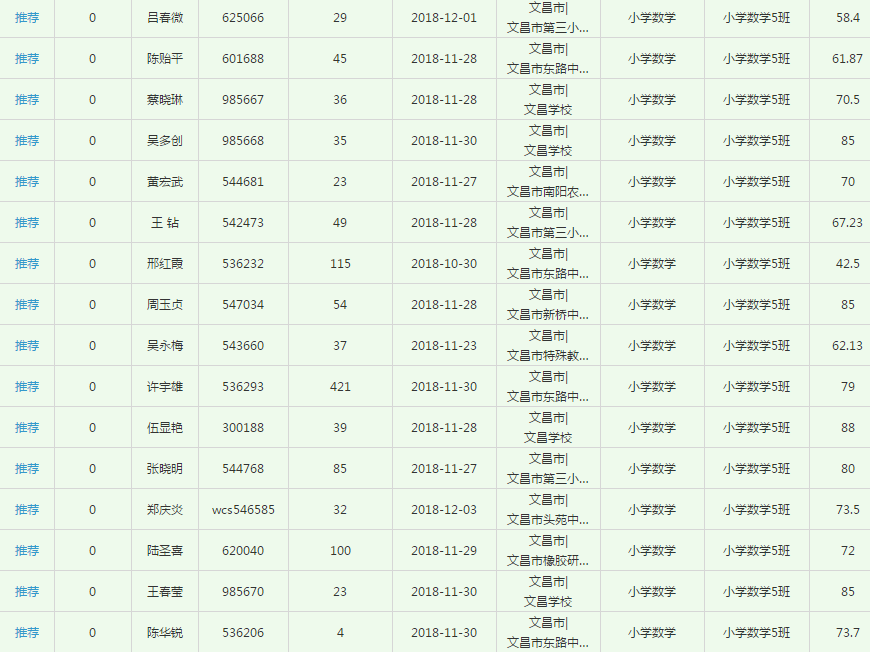 推荐 0 吕春微 625066 29 2018-12-01 文昌市| 小学数学 小学数学5班 58.4
文昌市第三小...
推荐 0 陈贻平 601688 45 2018-11-28 文昌市| 小学数学 小学数学5班 61.87
文昌市东路中...
推荐 0 蔡晓琳 985667 36 2018-11-28 文昌市| 小学数学 小学数学5班 70.5
文昌学校
推荐 0 吴多创 985668 35 2018-11-30 文昌市| 小学数学 小学数学5班 85
文昌学校
推荐 0 黄宏武 544681 23 2018-11-27 文昌市| 小学数学 小学数学5班 70
文昌市南阳农...
推荐 0 王 钻 542473 49 2018-11-28 文昌市| 小学数学 小学数学5班 67.23
文昌市第三小...
推荐 0 邢红霞 536232 115 2018-10-30 文昌市| 小学数学 小学数学5班 42.5
文昌市东路中...
推荐 0 周玉贞 547034 54 2018-11-28 文昌市| 小学数学 小学数学5班 85
文昌市新桥中...
推荐 0 吴永梅 543660 37 2018-11-23 文昌市| 小学数学 小学数学5班 62.13
文昌市特殊教...
推荐 0 许宇雄 536293 421 2018-11-30 文昌市| 小学数学 小学数学5班 79
文昌市东路中...
推荐 0 伍显艳 300188 39 2018-11-28 文昌市| 小学数学 小学数学5班 88
文昌学校
推荐 0 张晓明 544768 85 2018-11-27 文昌市| 小学数学 小学数学5班 80
文昌市第三小...
推荐 0 郑庆炎 wcs546585 32 2018-12-03 文昌市| 小学数学 小学数学5班 73.5
文昌市头苑中...
推荐 0 陆圣喜 620040 100 2018-11-29 文昌市| 小学数学 小学数学5班 72
文昌市橡胶研...
推荐 0 王春莹 985670 23 2018-11-30 文昌市| 小学数学 小学数学5班 85
文昌学校
推荐 0 陈华锐 536206 4 2018-11-30 文昌市| 小学数学 小学数学5班 73.7
文昌市东路中...